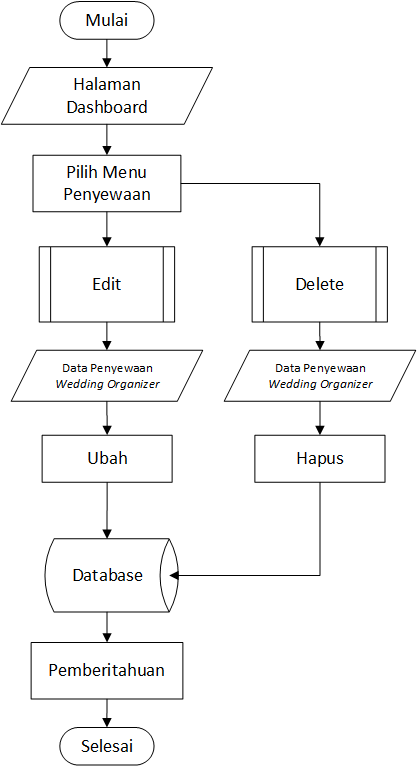 Mulai
Halaman
Dashboard
Pilih Menu
Penyewaan
Edit
Delete
Data Penyewaan
Wedding Organizer
Data Penyewaan
Wedding Organizer
Ubah
Hapus
Database
Pemberitahuan
Selesai